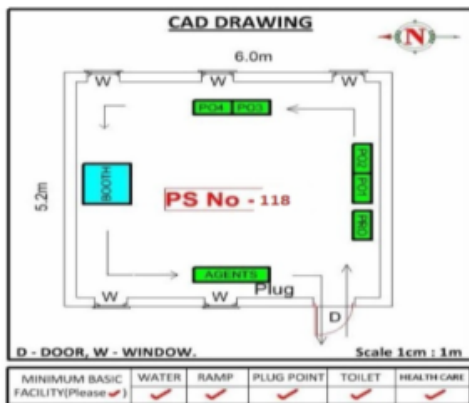 CAD DRAWING
N
6.0m
W W W
PO4 PO3
5.2m
BOOTH
PO2
PO1
PRO
PS No - 118
AGENTS
Plug
W W
D
D - DOOR, W - WINDOW. Scale 1cm : 1m
MINIMUM BASIC FACILITY(Please ✓) WATER RAMP PLUG POINT TOILET HEALTH CARE
✓ ✓ ✓ ✓ ✓